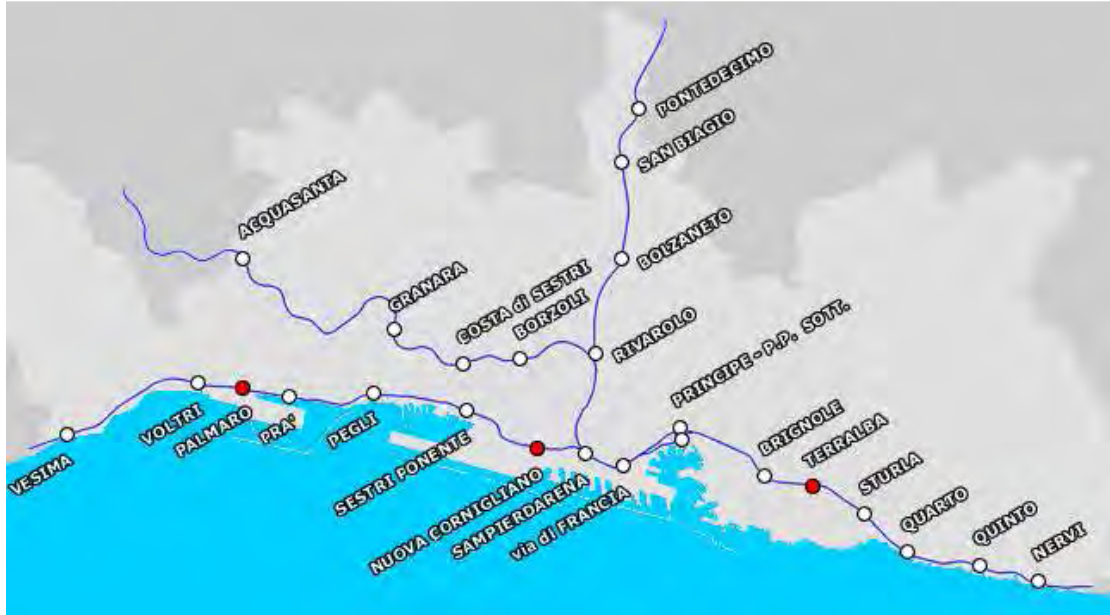 PONTEDECIMO
SAN BIAGIO
ACQUASANTA
BOLZANETO
GRANARA
COSTA di SESTRI
BORZOLI
RIVAROLO
PRINCIPE - P.P. SOTT.
VOLTRI
PALMARO
PRA'
PEGLI
BRIGNOLE
TERRALBA
VESIMA
SESTRI PONENTE
NUOVA CORNIGLIANO
SAMPIERDARENA
via di FRANCIA
STURLA
QUARTO
QUINTO
NERVI